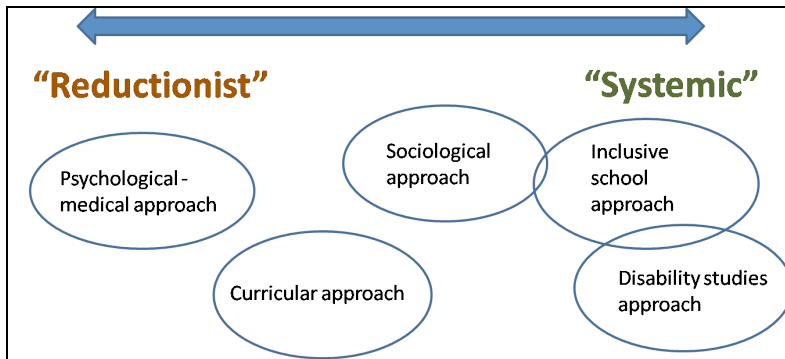 “Reductionist”
“Systemic”
Psychological-
medical approach
Sociological
approach
Inclusive
school
approach
Curricular approach
Disability studies
approach